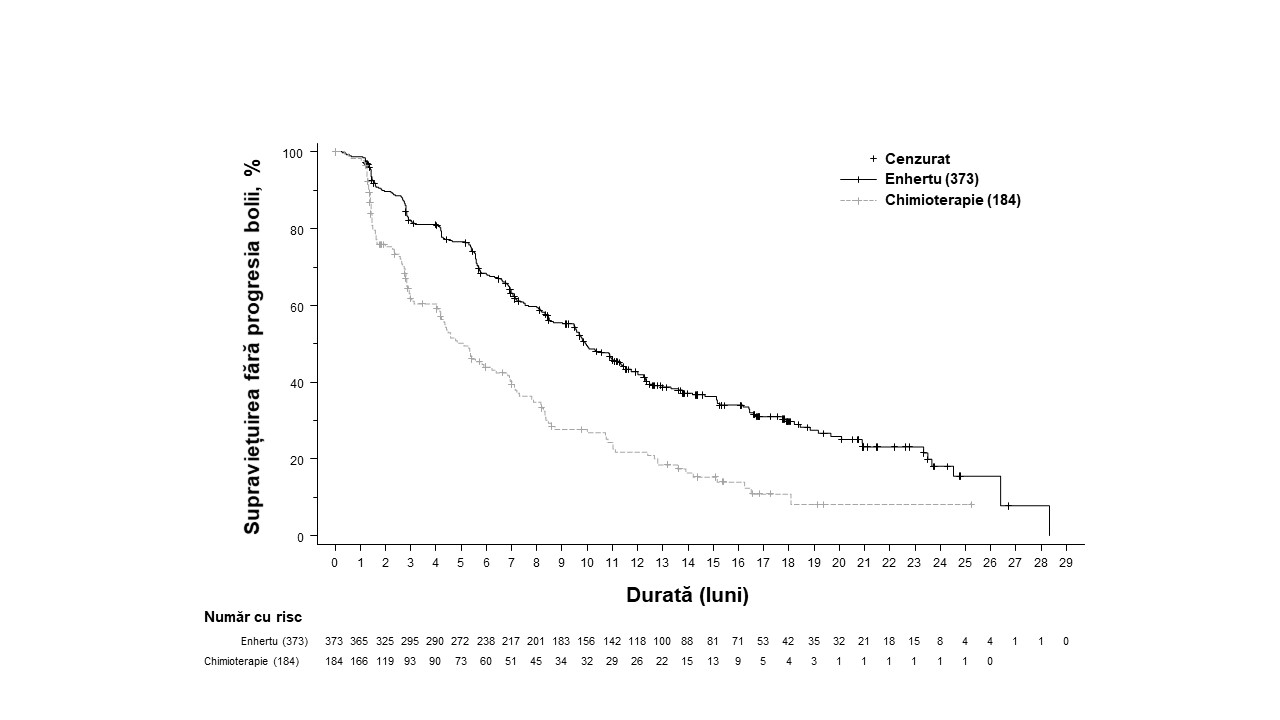 Cenzurat
Enhertu (373)
Chimioterapie (184)
Supraviețuirea fără progresia bolii, %
100
80
60
40
20
0
0 1 2 3 4 5 6 7 8 9 10 11 12 13 14 15 16 17 18 19 20 21 22 23 24 25 26 27 28 29
Durată (luni)
Număr cu risc
Enhertu (373) 373 365 325 295 290 272 238 217 201 183 156 142 118 100 88 81 71 53 42 35 32 21 18 15 8 4 4 1 1 0
Chimioterapie (184) 184 166 119 93 90 73 60 51 45 34 32 29 26 22 15 13 9 5 4 3 1 1 1 1 1 1 0